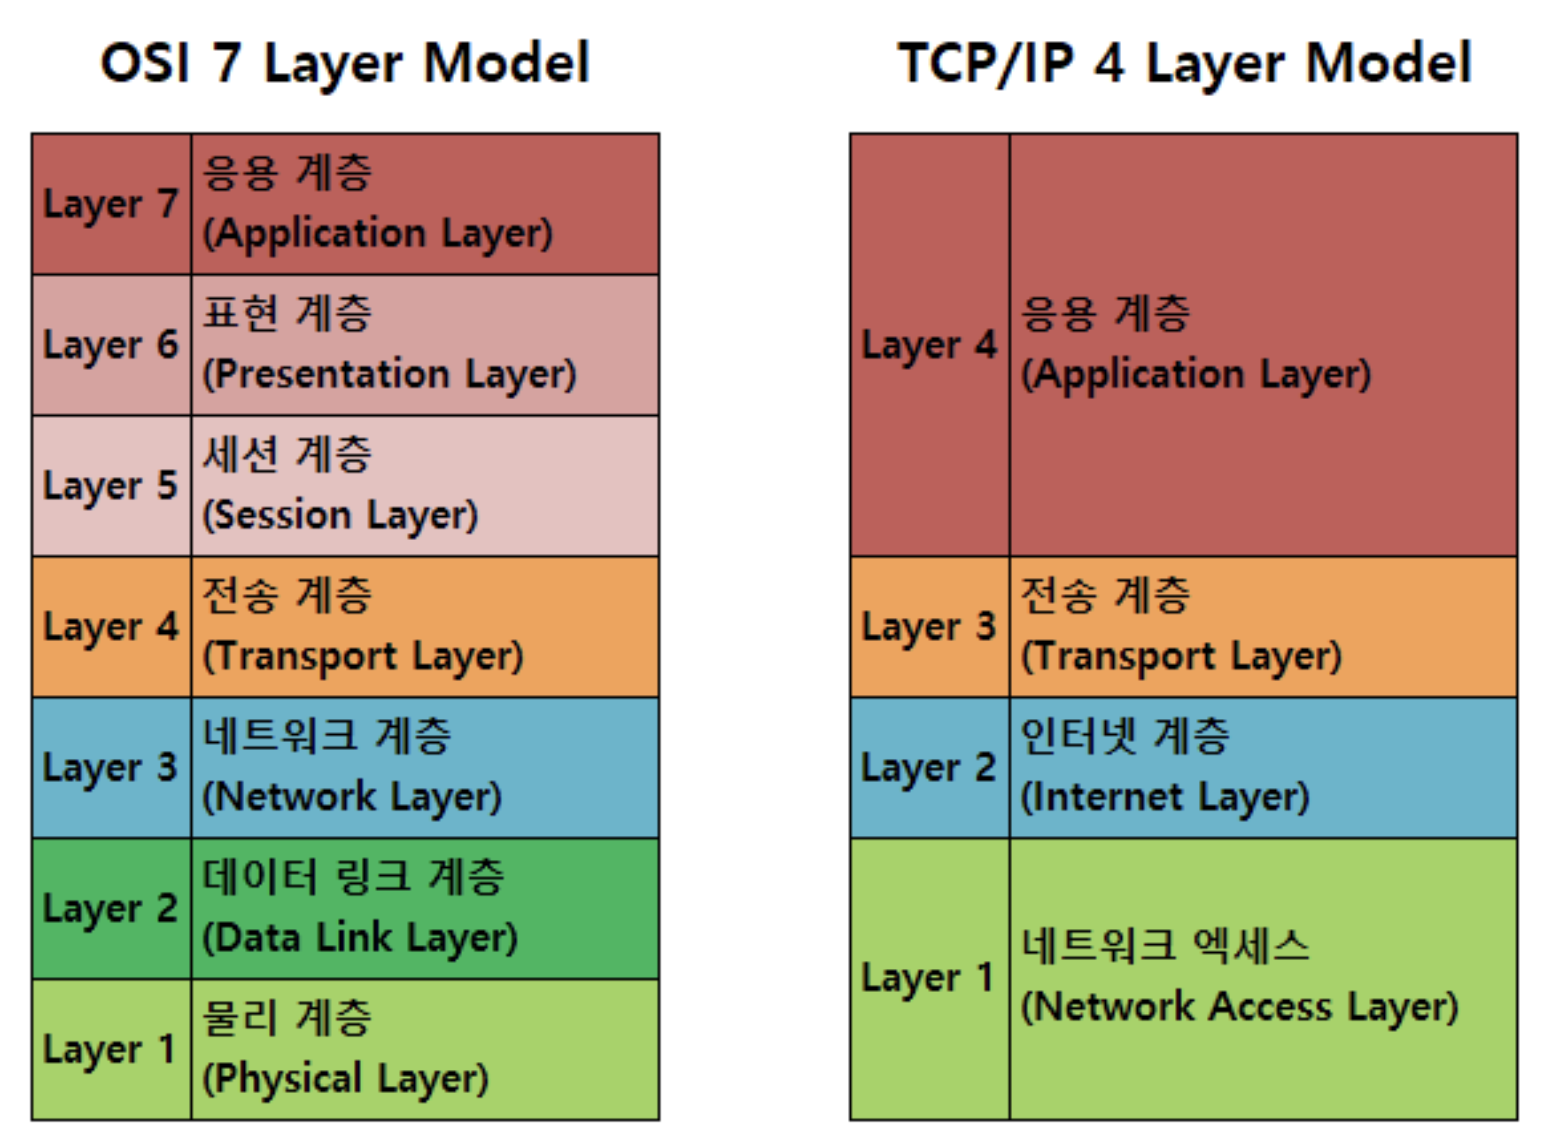 OSI 7 Layer Model
Layer 7
응용 계층
(Application Layer)
Layer 6
표현 계층
(Presentation Layer)
Layer 5
세션 계층
(Session Layer)
Layer 4
전송 계층
(Transport Layer)
Layer 3
네트워크 계층
(Network Layer)
Layer 2
데이터 링크 계층
(Data Link Layer)
Layer 1
물리 계층
(Physical Layer)
TCP/IP 4 Layer Model
Layer 4
응용 계층
(Application Layer)
Layer 3
전송 계층
(Transport Layer)
Layer 2
인터넷 계층
(Internet Layer)
Layer 1
네트워크 엑세스
(Network Access Layer)